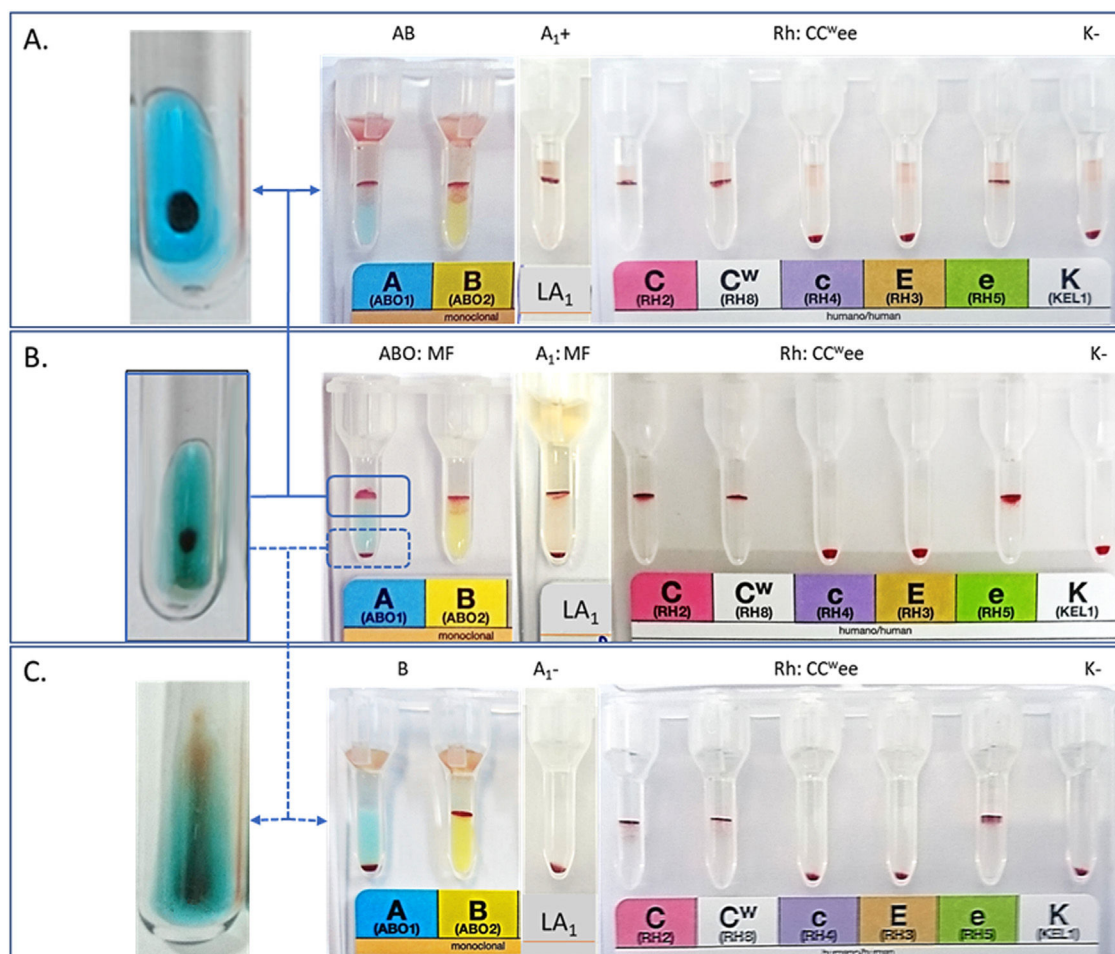 A.
AB
A₁+
Rh: CCʷee
K-
A
(ABO1)
B
(ABO2)
monoclonal
LA₁
C
(RH2)
Cᵂ
(RH8)
c
(RH4)
E
(RH3)
e
(RH5)
K
(KEL1)
humano/human
B.
ABO: MF
A₁: MF
Rh: CCʷee
K-
A
(ABO1)
B
(ABO2)
monoclonal
LA₁
C
(RH2)
Cᵂ
(RH8)
c
(RH4)
E
(RH3)
e
(RH5)
K
(KEL1)
humano/human
C.
B
A₁-
Rh: CCʷee
K-
A
(ABO1)
B
(ABO2)
monoclonal
LA₁
C
(RH2)
Cᵂ
(RH8)
c
(RH4)
E
(RH3)
e
(RH5)
K
(KEL1)
humano/human